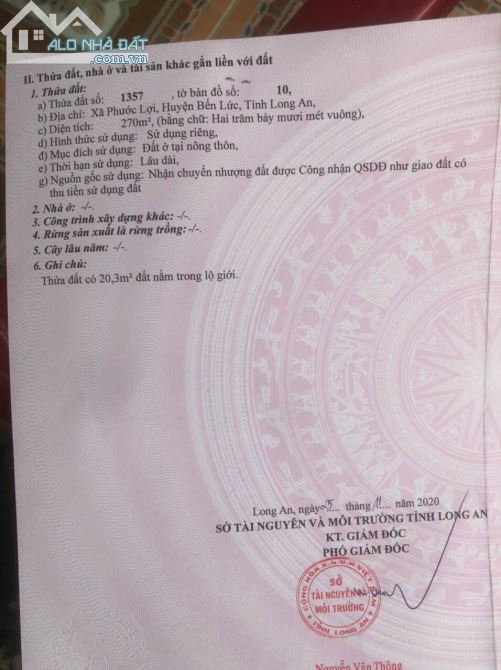 ALO NHÀ ĐẤT
II. Thửa đất, nhà ở và tài sản khác gắn liền với đất
1. Thửa đất:
a) Thửa đất số: 1357 , tờ bản đồ số: 10,
b) Địa chỉ: Xã Phước Lợi, Huyện Bến Lức, Tỉnh Long An,
c) Diện tích: 270m², (bằng chữ: Hai trăm bảy mươi mét vuông),
d) Hình thức sử dụng: Sử dụng riêng,
đ) Mục đích sử dụng: Đất ở tại nông thôn,
e) Thời hạn sử dụng: Lâu dài,
g) Nguồn gốc sử dụng: Nhận chuyển nhượng đất được Công nhận QSDĐ như giao đất có
thu tiền sử dụng đất
2. Nhà ở: -/-.
3. Công trình xây dựng khác: -/-.
4. Rừng sản xuất là rừng trồng: -/-.
5. Cây lâu năm: -/-.
6. Ghi chú:
Thửa đất có 20,3m² đất nằm trong lộ giới.
Long An, ngày 25... tháng 11.... năm 2020
SỞ TÀI NGUYÊN VÀ MÔI TRƯỜNG TỈNH LONG AN
KT. GIÁM ĐỐC
PHÓ GIÁM ĐỐC
CỘNG HÒA X.H.C.N VIỆT NAM
SỞ
TÀI NGUYÊN
MÔI TRƯỜNG
TỈNH LONG AN
Nguyễn Văn Thông